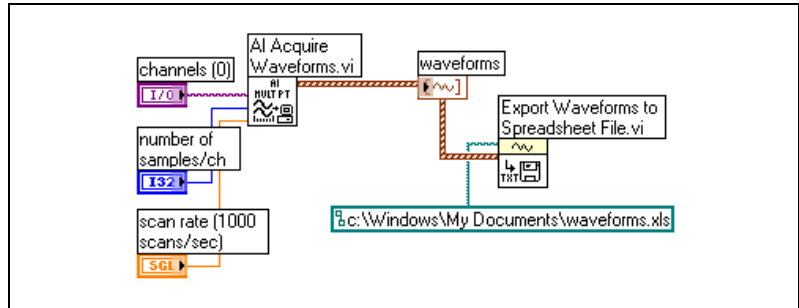 AI Acquire
Waveforms.vi
channels (0)
I/O
AI
MULT PT
waveforms
number of
samples/ch
I32
Export Waveforms to
Spreadsheet File.vi
TXT
scan rate (1000
scans/sec)
SGL
c:\Windows\My Documents\waveforms.xls